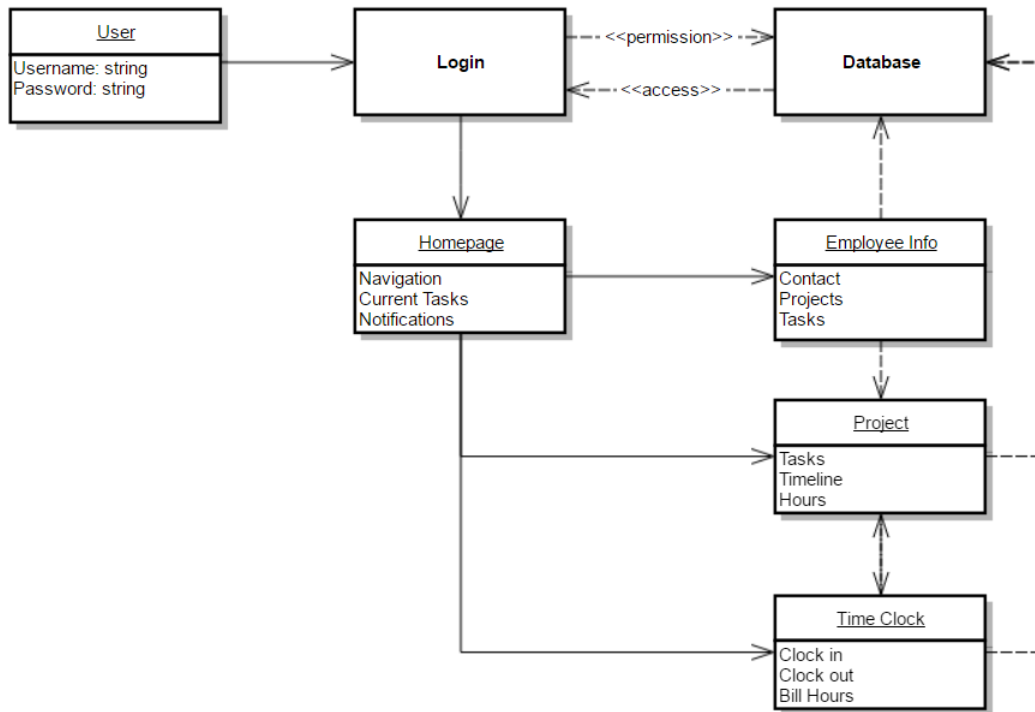 User
Username: string
Password: string
Login
<<permission>>
<<access>>
Database
Homepage
Navigation
Current Tasks
Notifications
Employee Info
Contact
Projects
Tasks
Project
Tasks
Timeline
Hours
Time Clock
Clock in
Clock out
Bill Hours